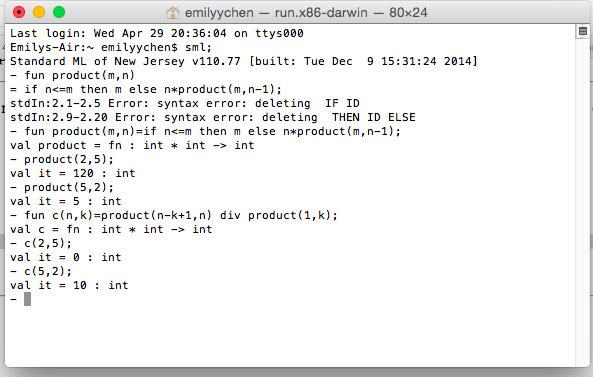 emilyychen — run.x86-darwin — 80×24
Last login: Wed Apr 29 20:36:04 on ttys000
Emilys-Air:~ emilyychen$ sml;
Standard ML of New Jersey v110.77 [built: Tue Dec  9 15:31:24 2014]
- fun product(m,n)
= if n<=m then m else n*product(m,n-1);
stdIn:2.1-2.5 Error: syntax error: deleting  IF ID
stdIn:2.9-2.20 Error: syntax error: deleting  THEN ID ELSE
- fun product(m,n)=if n<=m then m else n*product(m,n-1);
val product = fn : int * int -> int
- product(2,5);
val it = 120 : int
- product(5,2);
val it = 5 : int
- fun c(n,k)=product(n-k+1,n) div product(1,k);
val c = fn : int * int -> int
- c(2,5);
val it = 0 : int
- c(5,2);
val it = 10 : int
-